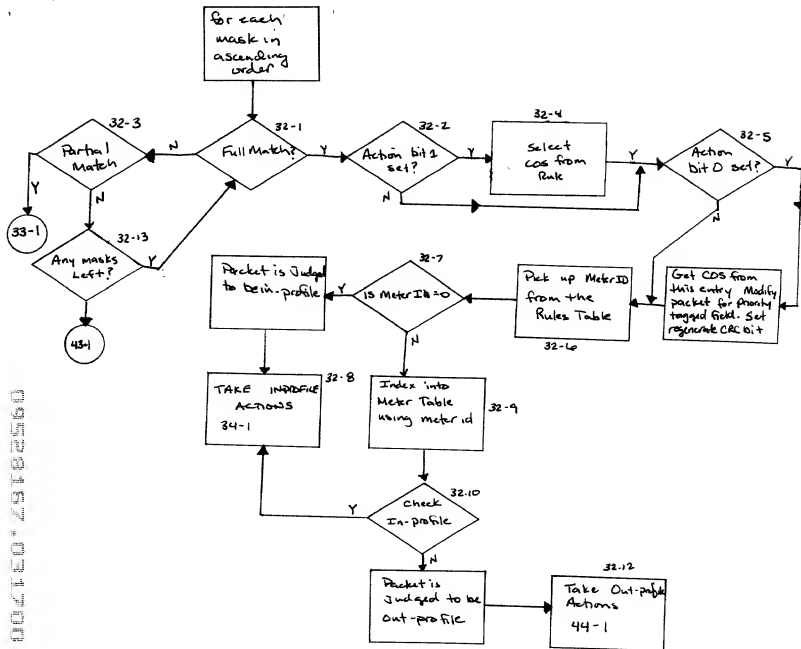 for each
mask in
ascending
order
32-3
Partial
Match
N
Y
33-1
32-1
Full Match?
Y
32-2
Action bit 1
set?
Y
N
32-4
Select
COS from
Rule
Y
32-5
Action
bit 0 set?
Y
N
N
32-13
Any masks
Left?
Y
43-1
Packet is Judged
to be in-profile
Y
32-7
is Meter Id=0
N
Pick up Meter ID
from the
Rules Table
32-6
Get COS from
this entry Modify
packet for priority
tagged field. Set
regenerate CRC bit
32-8
TAKE INPROFILE
ACTIONS
34-1
Index into
Meter Table
using meter id
32-9
Y
32.10
Check
In-profile
N
Packet is
Judged to be
Out-profile
32-12
Take Out-profile
Actions
44-1